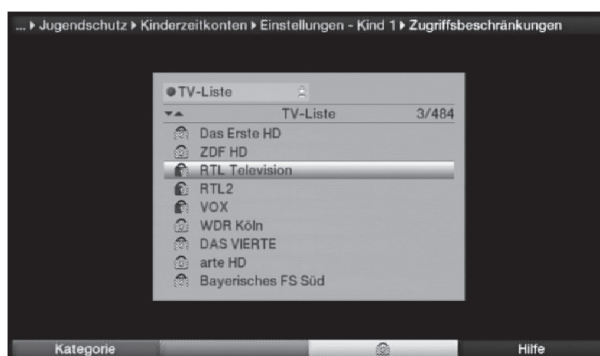 ... ▸ Jugendschutz ▸ Kinderzeitkonten ▸ Einstellungen - Kind 1 ▸ Zugriffsbeschränkungen
TV-Liste
TV-Liste 3/484
Das Erste HD
ZDF HD
RTL Television
RTL2
VOX
WDR Köln
DAS VIERTE
arte HD
Bayerisches FS Süd
Kategorie Hilfe